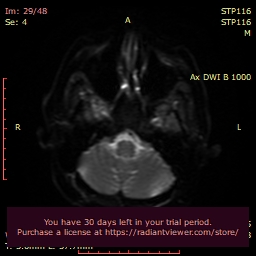 Im: 29/48
Se: 4
A
STP116
STP116
M
Ax DWI B 1000
R
L
You have 30 days left in your trial period.
Purchase a license at https://radiantviewer.com/store/